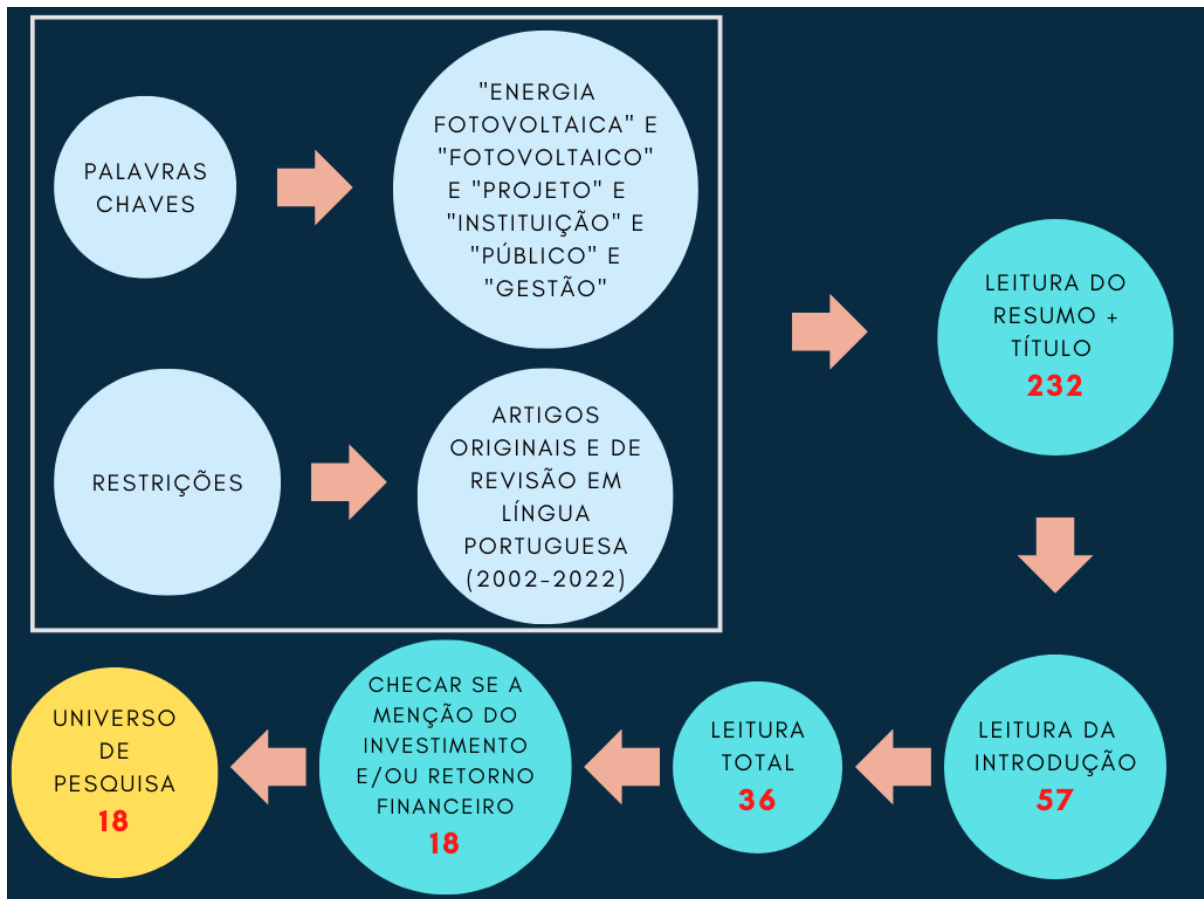 PALAVRAS
CHAVES
"ENERGIA
FOTOVOLTAICA" E
"FOTOVOLTAICO"
E "PROJETO" E
"INSTITUIÇÃO" E
"PÚBLICO" E
"GESTÃO"
RESTRIÇÕES
ARTIGOS
ORIGINAIS E DE
REVISÃO EM
LÍNGUA
PORTUGUESA
(2002-2022)
LEITURA DO
RESUMO +
TÍTULO
232
LEITURA DA
INTRODUÇÃO
57
LEITURA
TOTAL
36
CHECAR SE A
MENÇÃO DO
INVESTIMENTO
E/OU RETORNO
FINANCEIRO
18
UNIVERSO
DE
PESQUISA
18